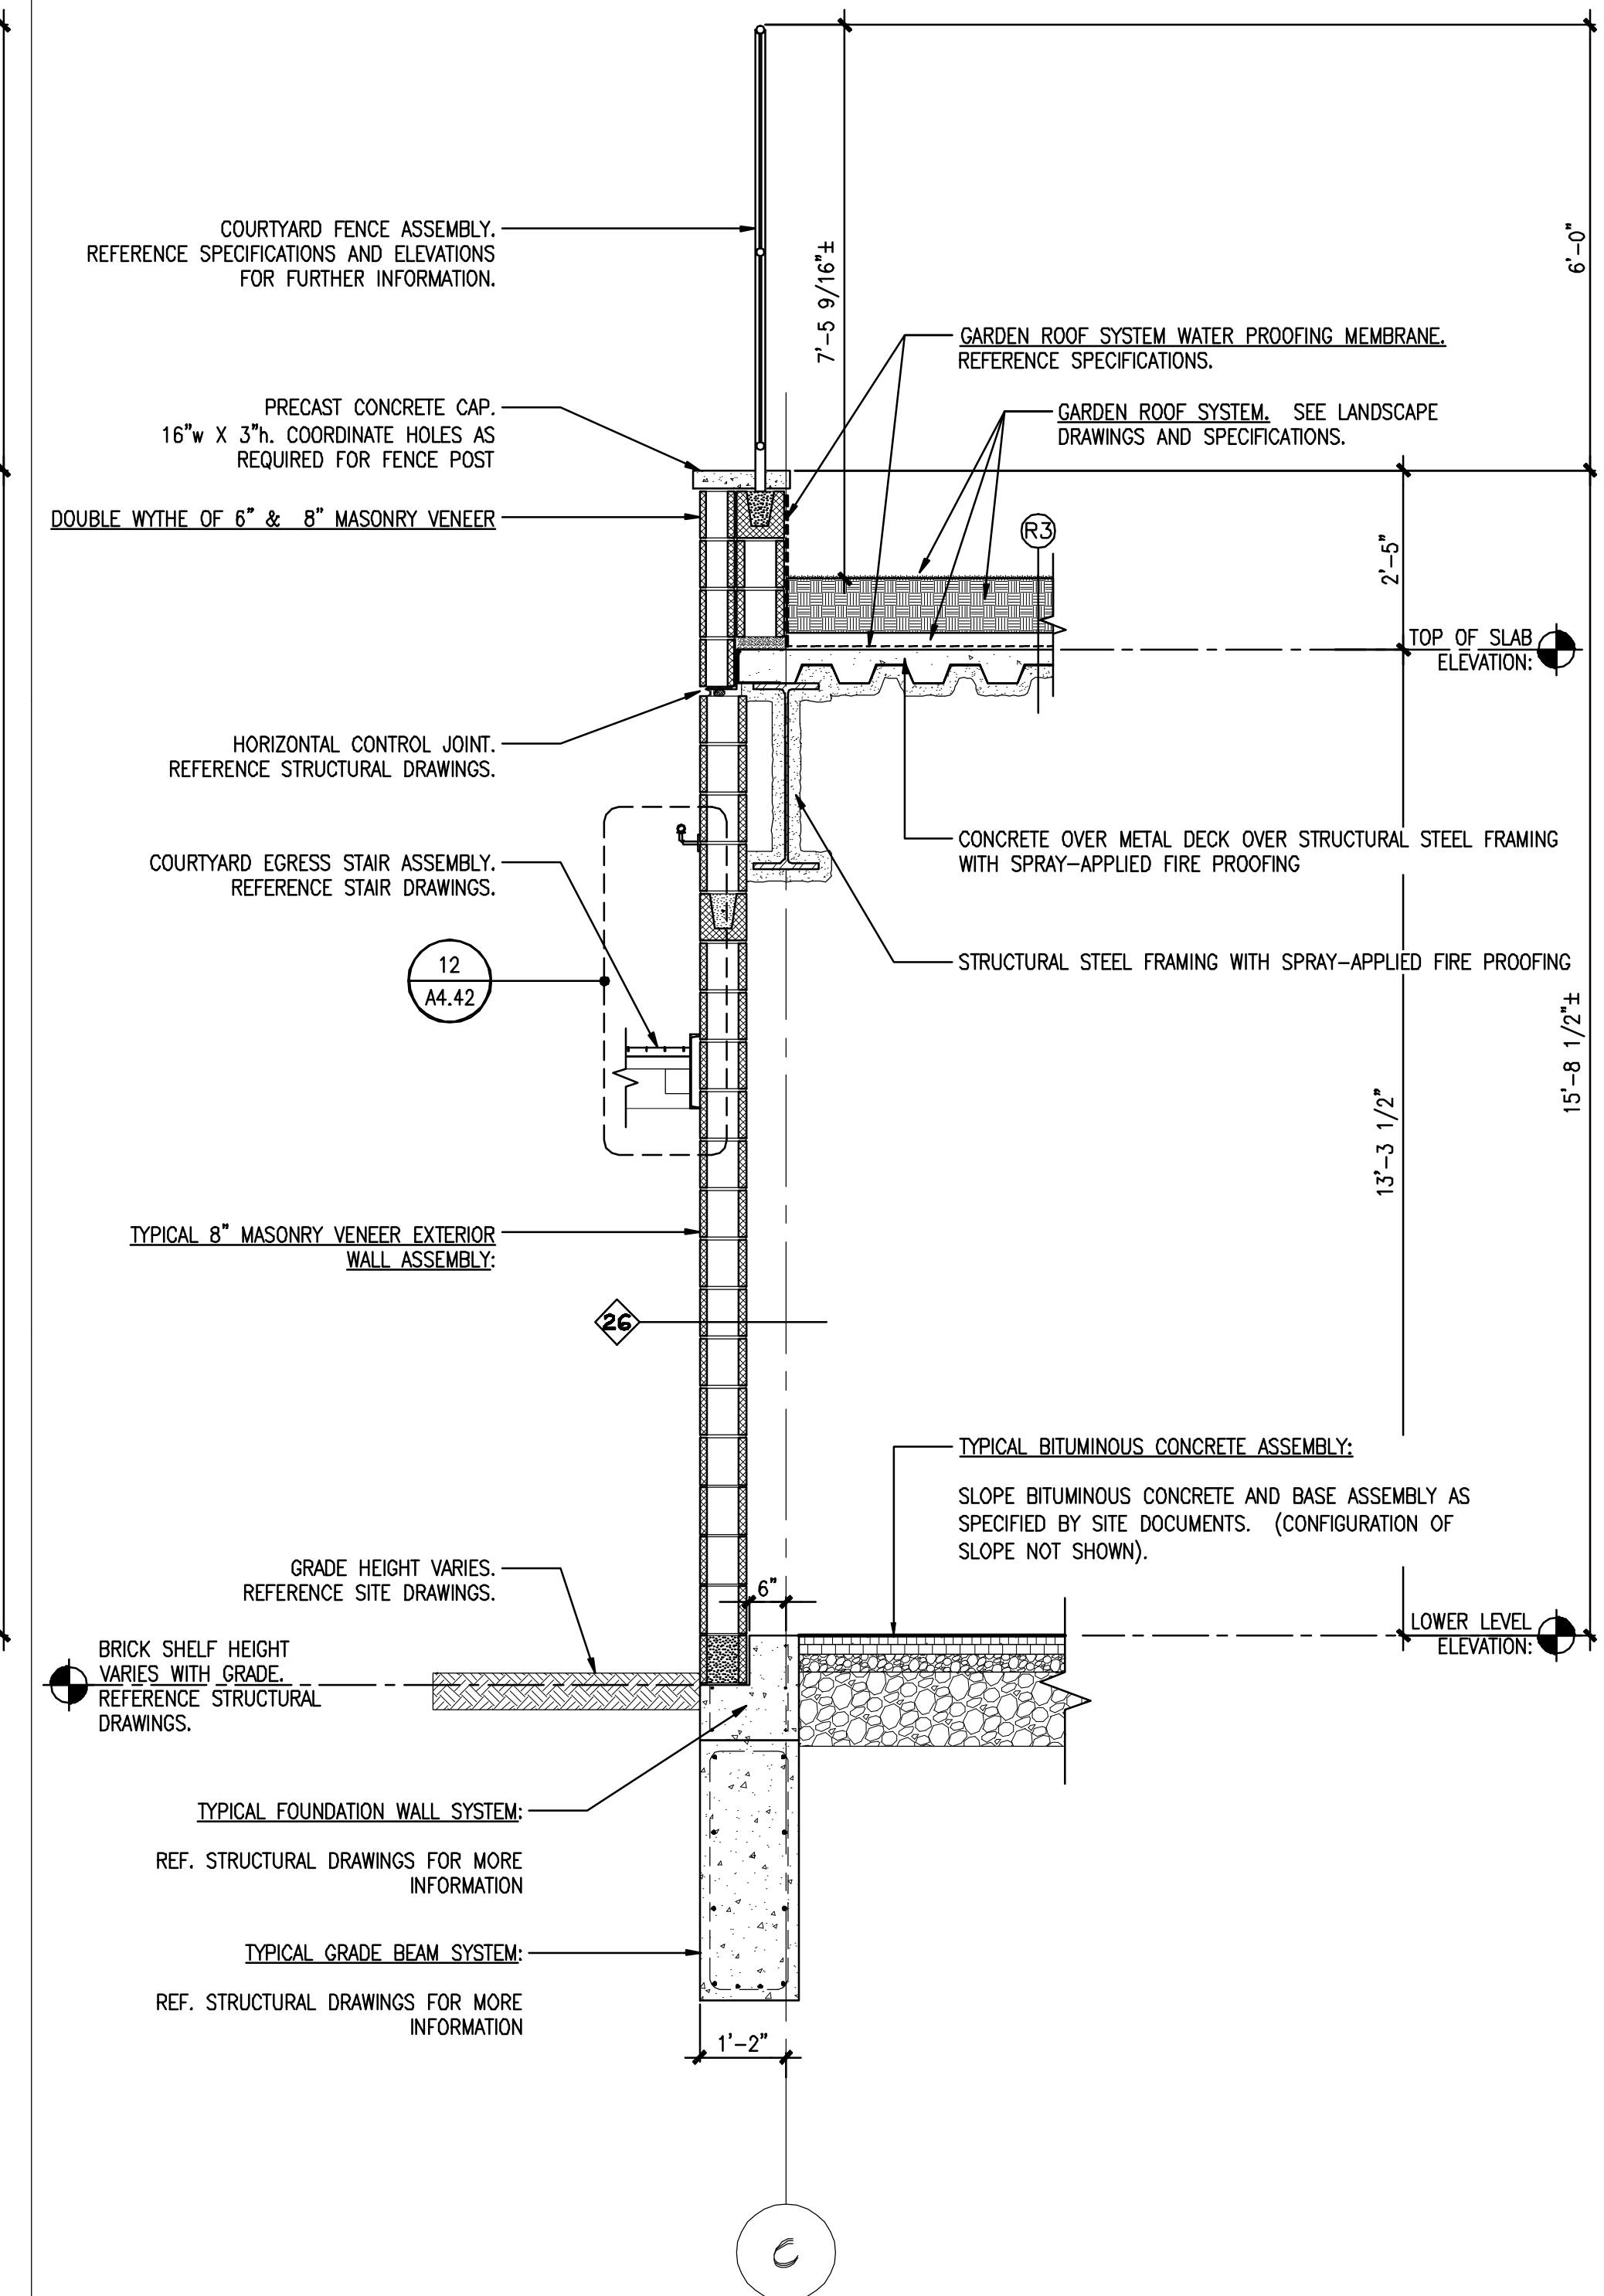 COURTYARD FENCE ASSEMBLY.
REFERENCE SPECIFICATIONS AND ELEVATIONS
FOR FURTHER INFORMATION.
7'-5 9/16"±
6'-0"
GARDEN ROOF SYSTEM WATER PROOFING MEMBRANE.
REFERENCE SPECIFICATIONS.
PRECAST CONCRETE CAP.
16"w X 3"h. COORDINATE HOLES AS
REQUIRED FOR FENCE POST
GARDEN ROOF SYSTEM. SEE LANDSCAPE
DRAWINGS AND SPECIFICATIONS.
DOUBLE WYTHE OF 6" & 8" MASONRY VENEER
R3
2'-5"
TOP OF SLAB
ELEVATION:
HORIZONTAL CONTROL JOINT.
REFERENCE STRUCTURAL DRAWINGS.
CONCRETE OVER METAL DECK OVER STRUCTURAL STEEL FRAMING
WITH SPRAY-APPLIED FIRE PROOFING
COURTYARD EGRESS STAIR ASSEMBLY.
REFERENCE STAIR DRAWINGS.
12
A4.42
STRUCTURAL STEEL FRAMING WITH SPRAY-APPLIED FIRE PROOFING
15'-8 1/2"±
13'-3 1/2"
TYPICAL 8" MASONRY VENEER EXTERIOR
WALL ASSEMBLY:
26
TYPICAL BITUMINOUS CONCRETE ASSEMBLY:
SLOPE BITUMINOUS CONCRETE AND BASE ASSEMBLY AS
SPECIFIED BY SITE DOCUMENTS. (CONFIGURATION OF
SLOPE NOT SHOWN).
GRADE HEIGHT VARIES.
REFERENCE SITE DRAWINGS.
6"
LOWER LEVEL
ELEVATION:
BRICK SHELF HEIGHT
VARIES WITH GRADE.
REFERENCE STRUCTURAL
DRAWINGS.
TYPICAL FOUNDATION WALL SYSTEM:
REF. STRUCTURAL DRAWINGS FOR MORE
INFORMATION
TYPICAL GRADE BEAM SYSTEM:
REF. STRUCTURAL DRAWINGS FOR MORE
INFORMATION
1'-2"
C